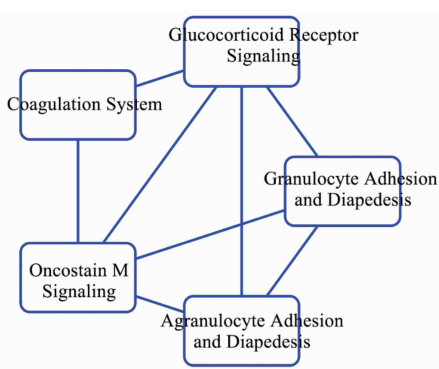 Glucocorticoid Receptor
Signaling
Coagulation System
Granulocyte Adhesion
and Diapedesis
Oncostain M
Signaling
Agranulocyte Adhesion
and Diapedesis